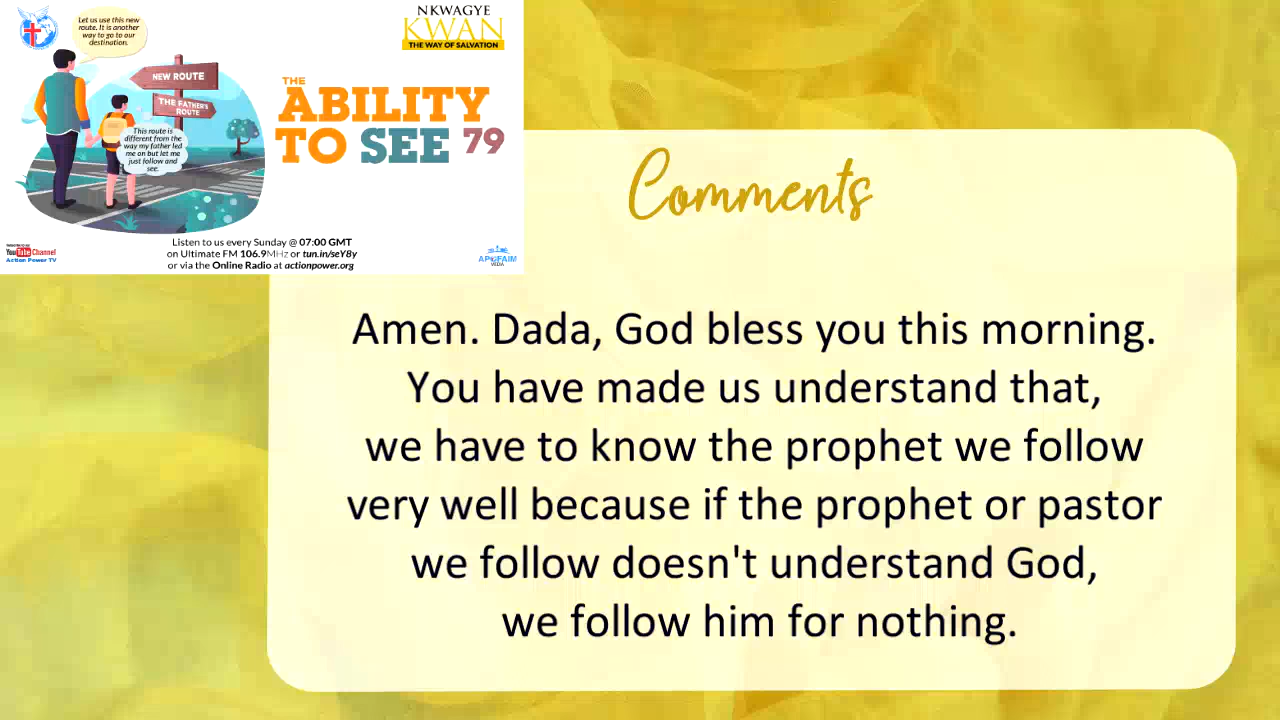 Let us use this new
route. It is another
way to go to our
destination.
NEW ROUTE
THE FATHER'S
ROUTE
This route is
different from the
way my father led
me on but let me
just follow and
see.
NKWAGYE
KWAN
THE WAY OF SALVATION
THE
ABILITY
TO SEE 79
YouTube Channel
Action Power TV
Listen to us every Sunday @ 07:00 GMT
on Ultimate FM 106.9MHz or tun.in/seY8y
or via the Online Radio at actionpower.org
Comments
Amen. Dada, God bless you this morning.
You have made us understand that,
we have to know the prophet we follow
very well because if the prophet or pastor
we follow doesn't understand God,
we follow him for nothing.